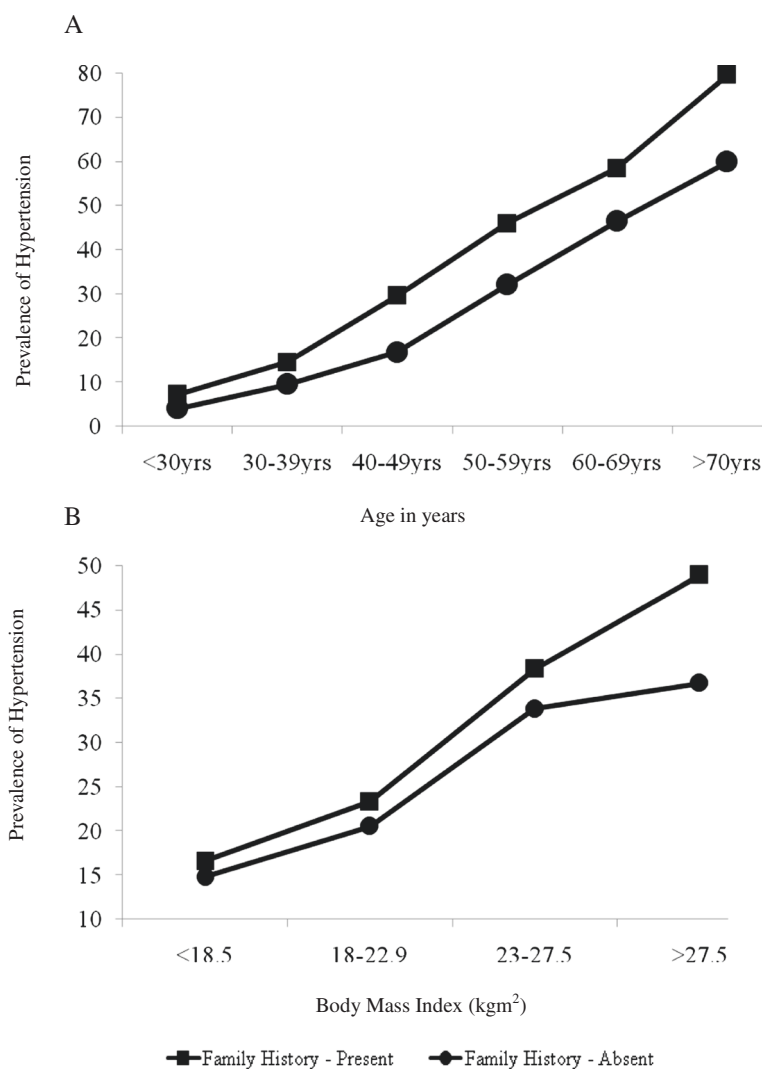 A
80
70
60
50
40
30
20
10
0
Prevalence of Hypertension
<30yrs 30-39yrs 40-49yrs 50-59yrs 60-69yrs >70yrs
Age in years
B
50
45
40
35
30
25
20
15
10
Prevalence of Hypertension
<18.5 18-22.9 23-27.5 >27.5
Body Mass Index (kgm²)
Family History - Present Family History - Absent